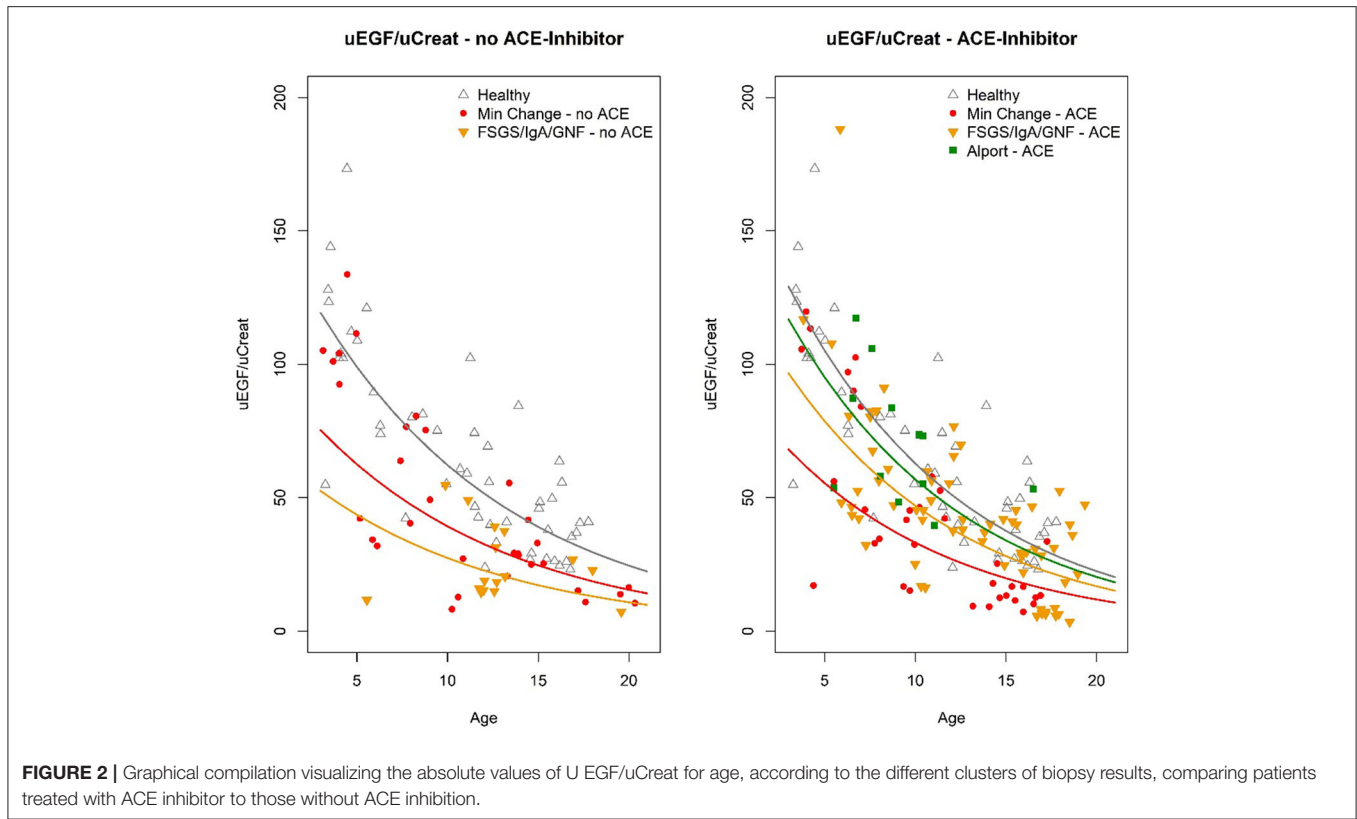 uEGF/uCreat - no ACE-Inhibitor
200
150
100
50
0
uEGF/uCreat
Healthy
Min Change - no ACE
FSGS/IgA/GNF - no ACE
5
10
15
20
Age
uEGF/uCreat - ACE-Inhibitor
200
150
100
50
0
uEGF/uCreat
Healthy
Min Change - ACE
FSGS/IgA/GNF - ACE
Alport - ACE
5
10
15
20
Age
FIGURE 2 | Graphical compilation visualizing the absolute values of U EGF/uCreat for age, according to the different clusters of biopsy results, comparing patients
treated with ACE inhibitor to those without ACE inhibition.